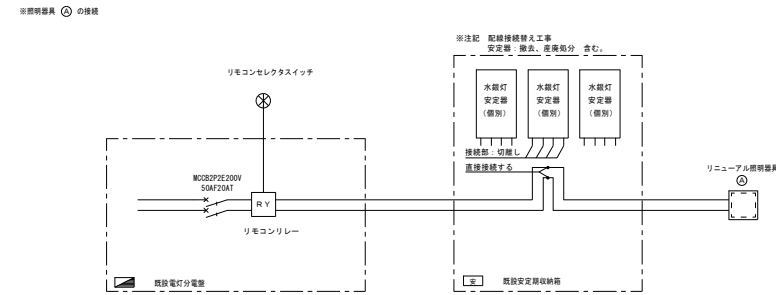 ※照明器具 Ⓐ の接続
※注記 配線接続替え工事
安定器：撤去、産廃処分 含む。
リモコンセレクタスイッチ
水銀灯
安定器
(個別)
水銀灯
安定器
(個別)
水銀灯
安定器
(個別)
接続部：切離し
直接接続する
リニューアル照明器具
Ⓐ
MCCB2P2E200V
50AF20AT
RY
リモコンリレー
既設電灯分電盤
安 既設安定期収納箱